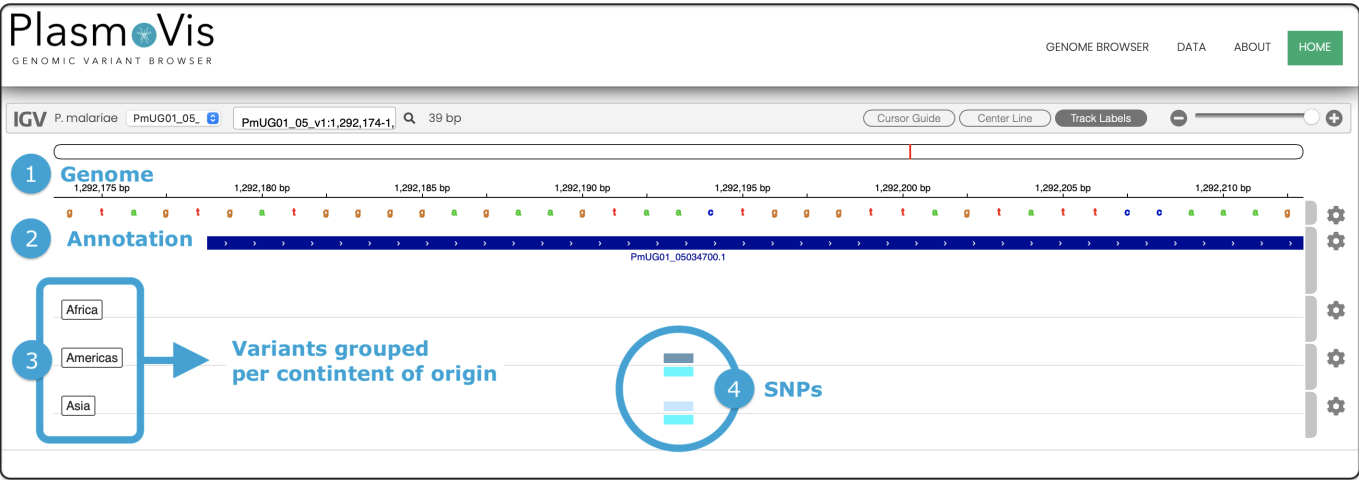 PlasmoVis
GENOMIC VARIANT BROWSER
GENOME BROWSER DATA ABOUT HOME
IGV P. malariae PmUG01_05_ PmUG01_05_v1:1,292,174-1, 39 bp Cursor Guide Center Line Track Labels
1 Genome
1,292,175 bp 1,292,180 bp 1,292,185 bp 1,292,190 bp 1,292,195 bp 1,292,200 bp 1,292,205 bp 1,292,210 bp
g t a g t g a t g g g g a g a a g t a a c t g g g t t a g t a t t c c a a a g
2 Annotation
PmUG01_05034700.1
Africa
3 Americas
Variants grouped
per contintent of origin
4 SNPs
Asia